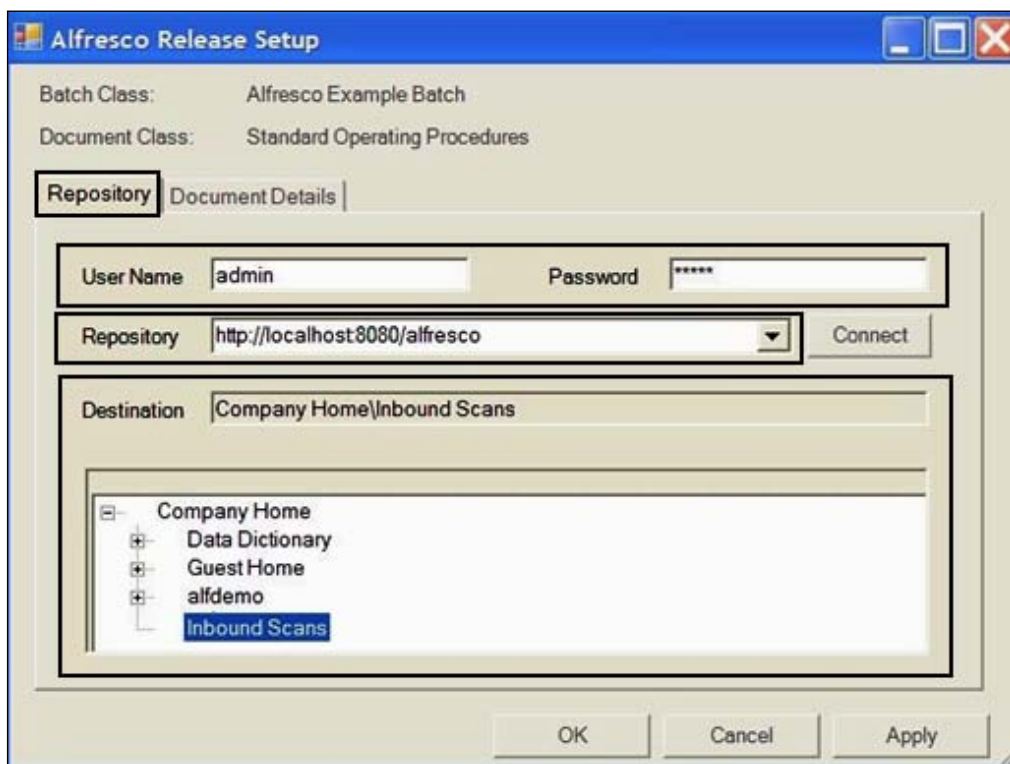 Alfresco Release Setup
Batch Class: Alfresco Example Batch
Document Class: Standard Operating Procedures
Repository Document Details
User Name admin Password *****
Repository http://localhost:8080/alfresco Connect
Destination Company Home\Inbound Scans
Company Home
Data Dictionary
Guest Home
alfdemo
Inbound Scans
OK Cancel Apply